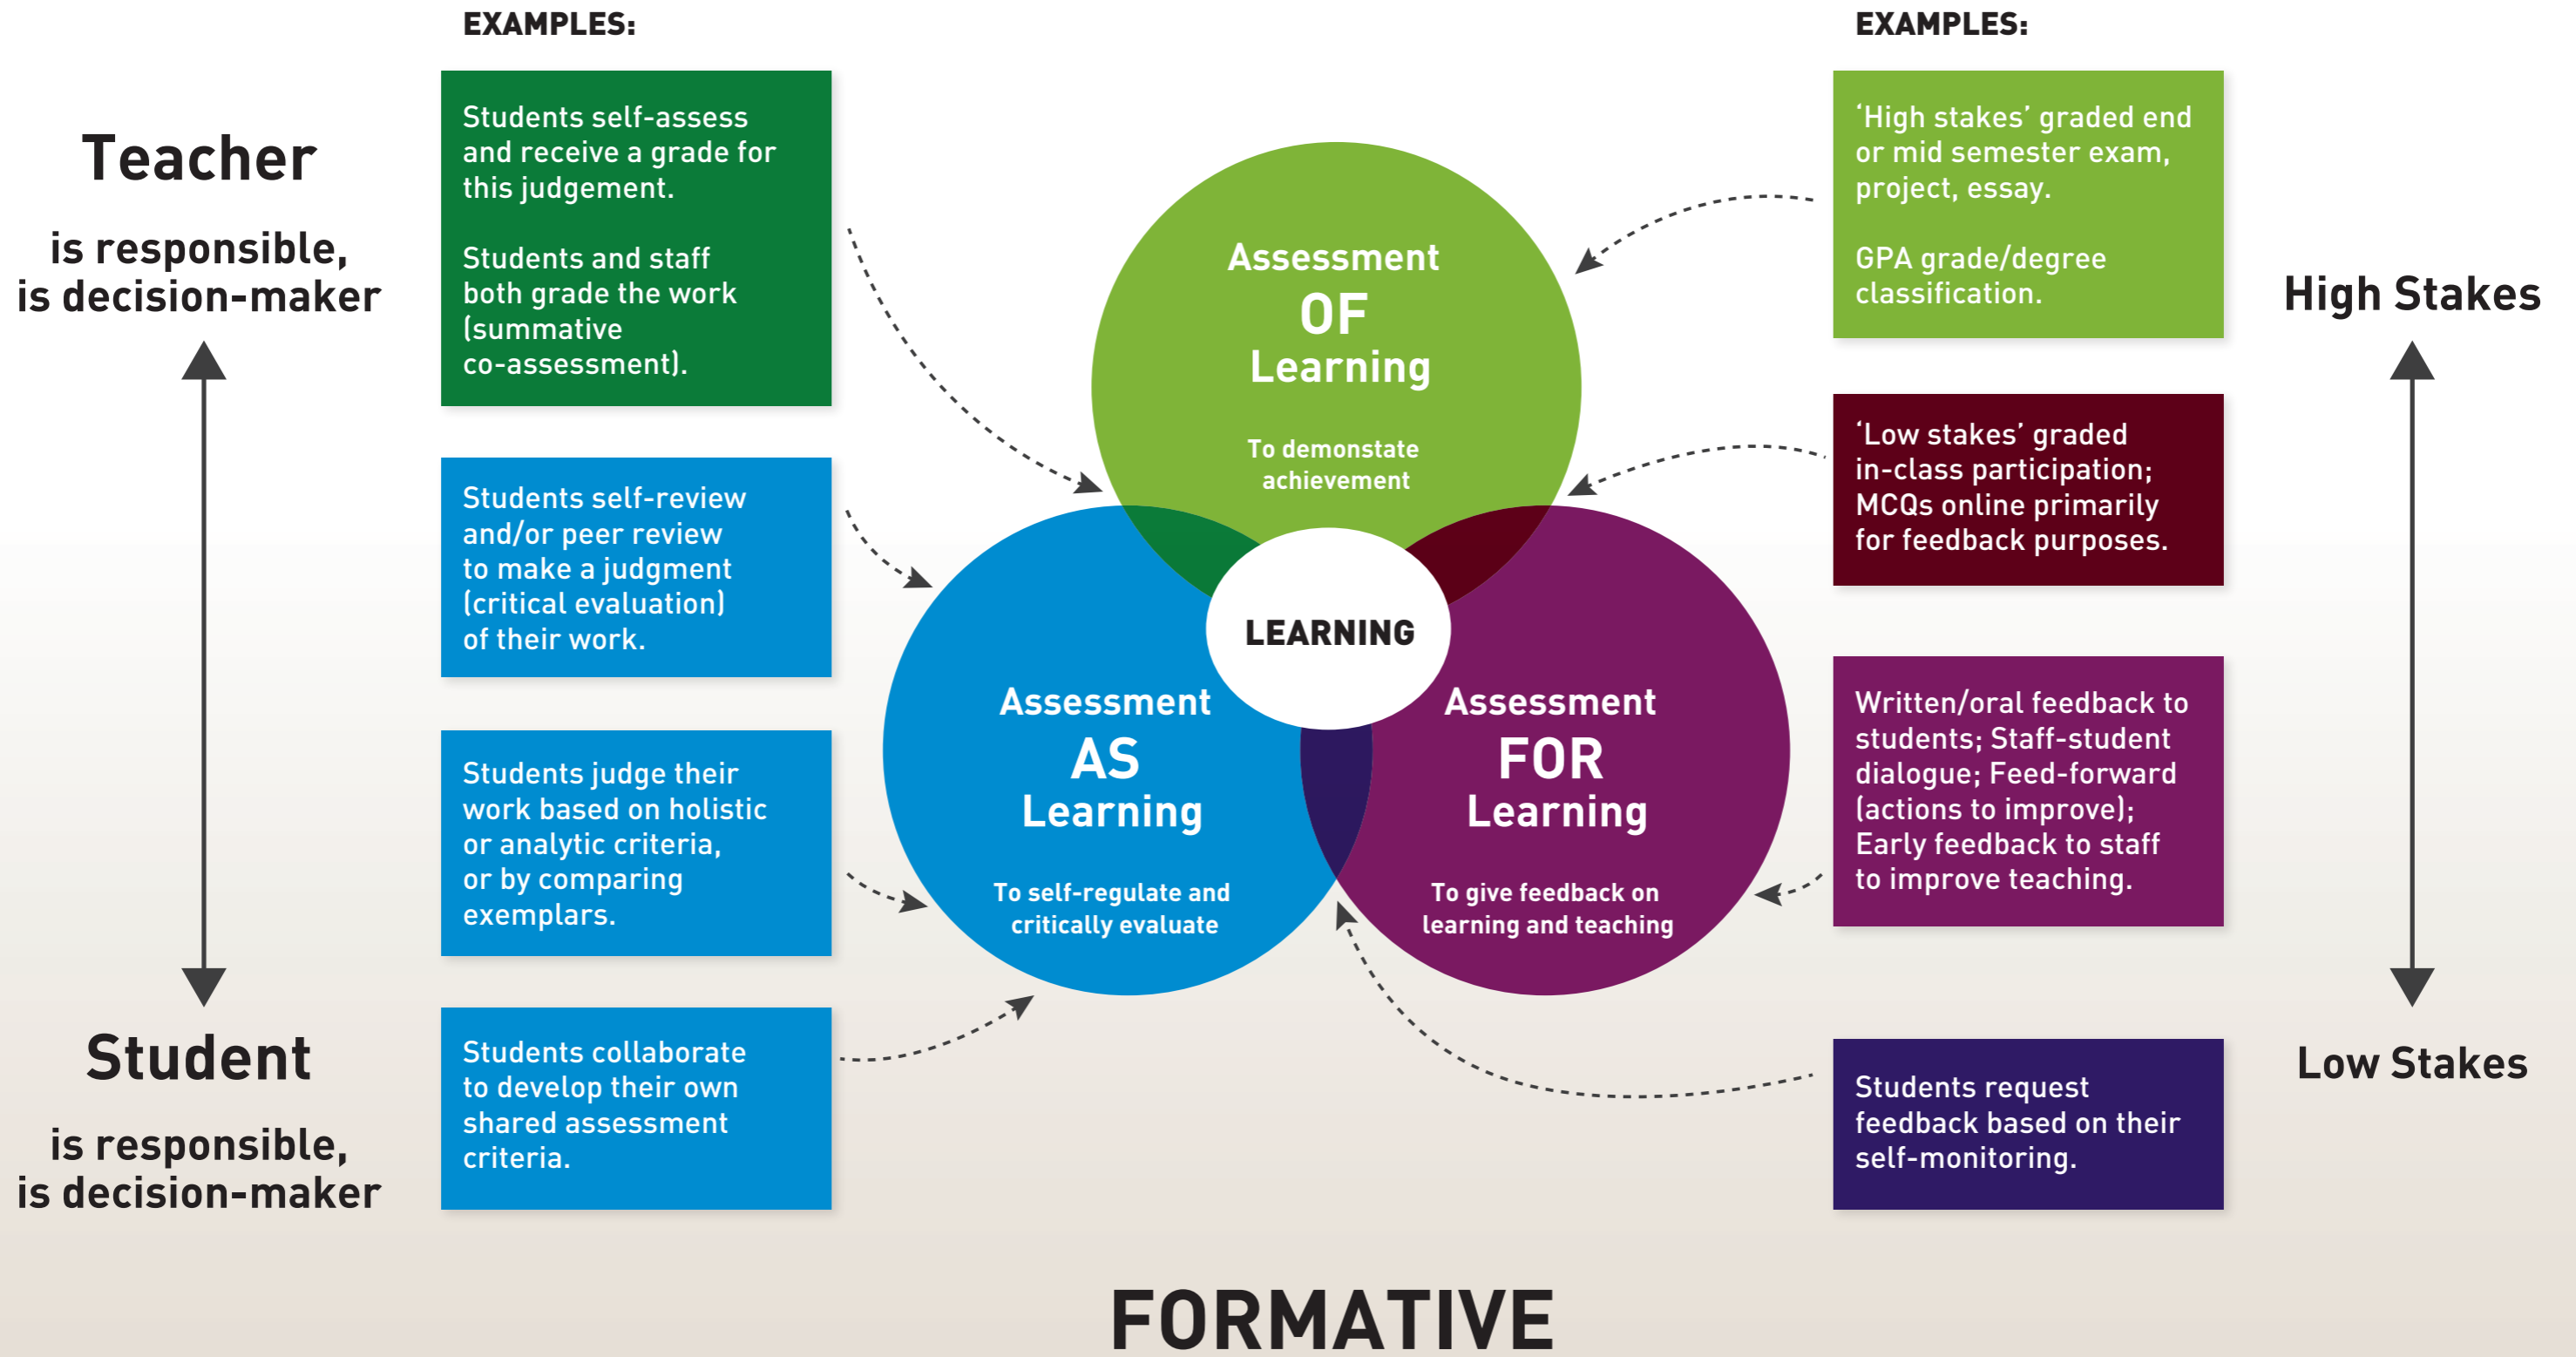 EXAMPLES:
EXAMPLES:
Teacher
is responsible,
is decision-maker
Student
is responsible,
is decision-maker
Students self-assess
and receive a grade for
this judgement.
Students and staff
both grade the work
(summative
co-assessment).
Students self-review
and/or peer review
to make a judgment
(critical evaluation)
of their work.
Students judge their
work based on holistic
or analytic criteria,
or by comparing
exemplars.
Students collaborate
to develop their own
shared assessment
criteria.
Assessment
OF
Learning
To demonstate
achievement
LEARNING
Assessment
AS
Learning
To self-regulate and
critically evaluate
Assessment
FOR
Learning
To give feedback on
learning and teaching
‘High stakes’ graded end
or mid semester exam,
project, essay.
GPA grade/degree
classification.
‘Low stakes’ graded
in-class participation;
MCQs online primarily
for feedback purposes.
Written/oral feedback to
students; Staff-student
dialogue; Feed-forward
(actions to improve);
Early feedback to staff
to improve teaching.
Students request
feedback based on their
self-monitoring.
High Stakes
Low Stakes
FORMATIVE